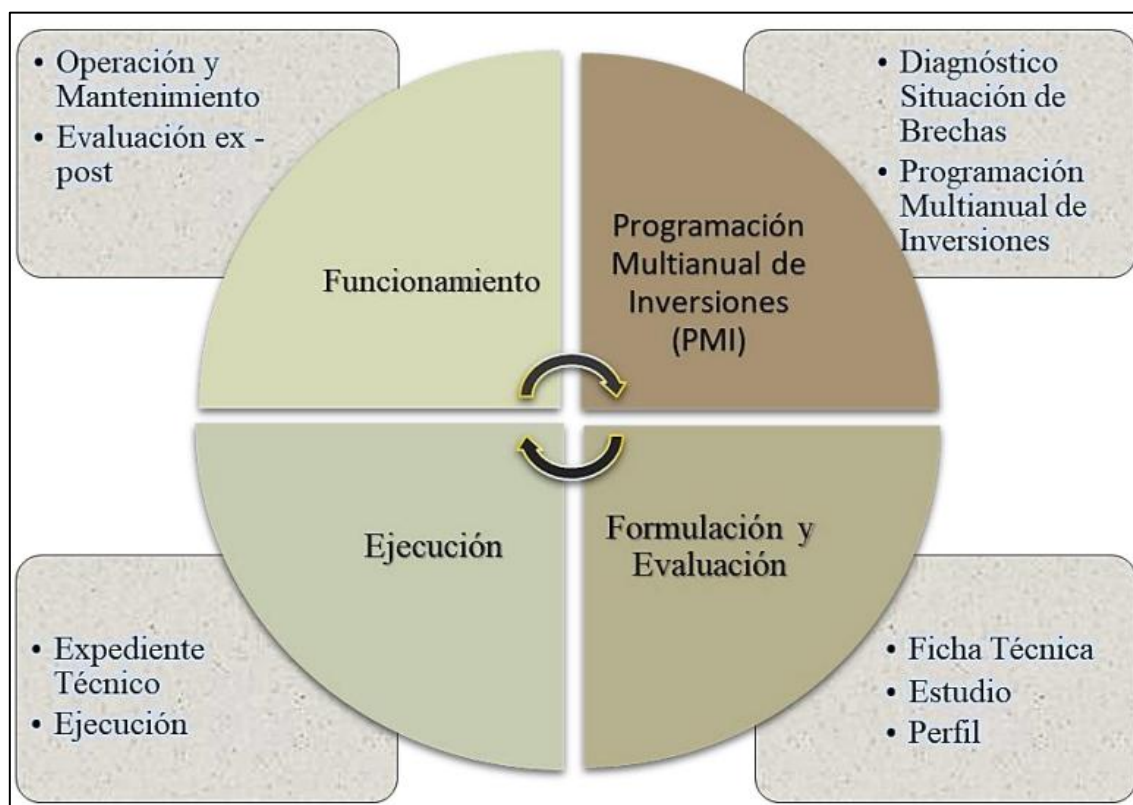 • Operación y
Mantenimiento
• Evaluación ex -
post
• Diagnóstico
Situación de
Brechas
• Programación
Multianual de
Inversiones
Funcionamiento
Programación
Multianual de
Inversiones
(PMI)
Ejecución
Formulación y
Evaluación
• Expediente
Técnico
• Ejecución
• Ficha Técnica
• Estudio
• Perfil